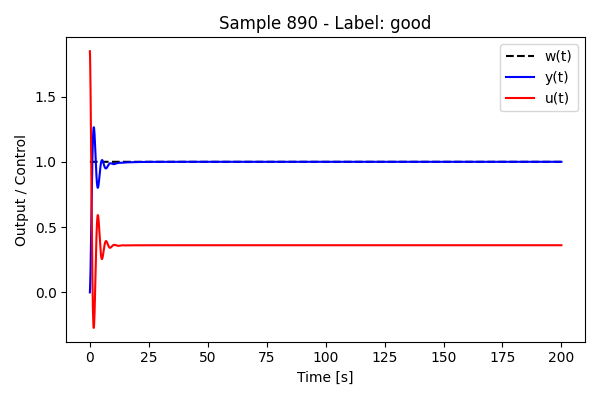 Sample 890 - Label: good
w(t)
y(t)
u(t)
Output / Control
1.5
1.0
0.5
0.0
0 25 50 75 100 125 150 175 200
Time [s]